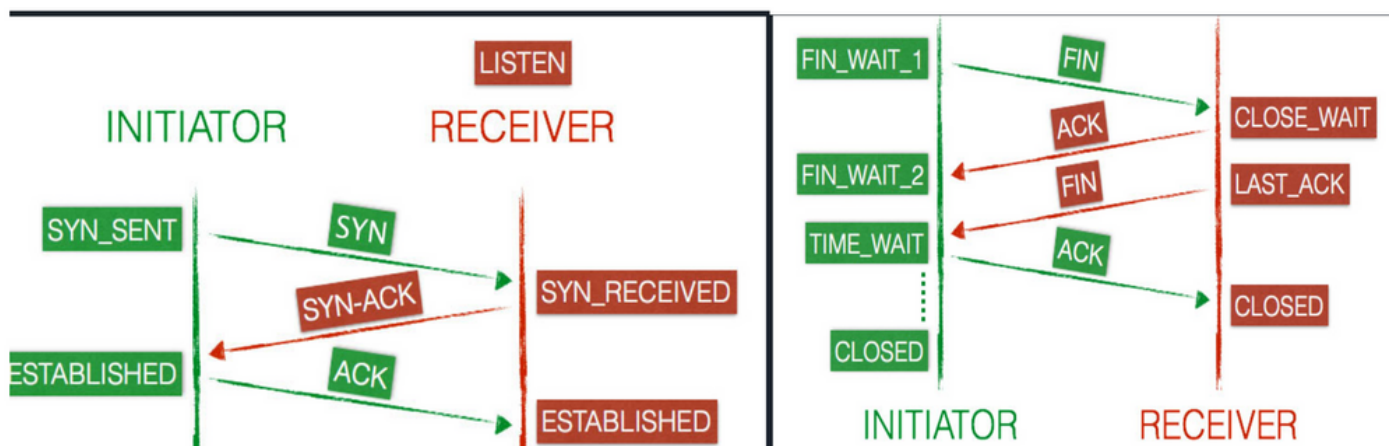 LISTEN
INITIATOR
RECEIVER
SYN_SENT
SYN
SYN_RECEIVED
SYN-ACK
ESTABLISHED
ACK
ESTABLISHED
FIN_WAIT_1
FIN
CLOSE_WAIT
ACK
FIN_WAIT_2
FIN
LAST_ACK
TIME_WAIT
ACK
CLOSED
CLOSED
INITIATOR
RECEIVER